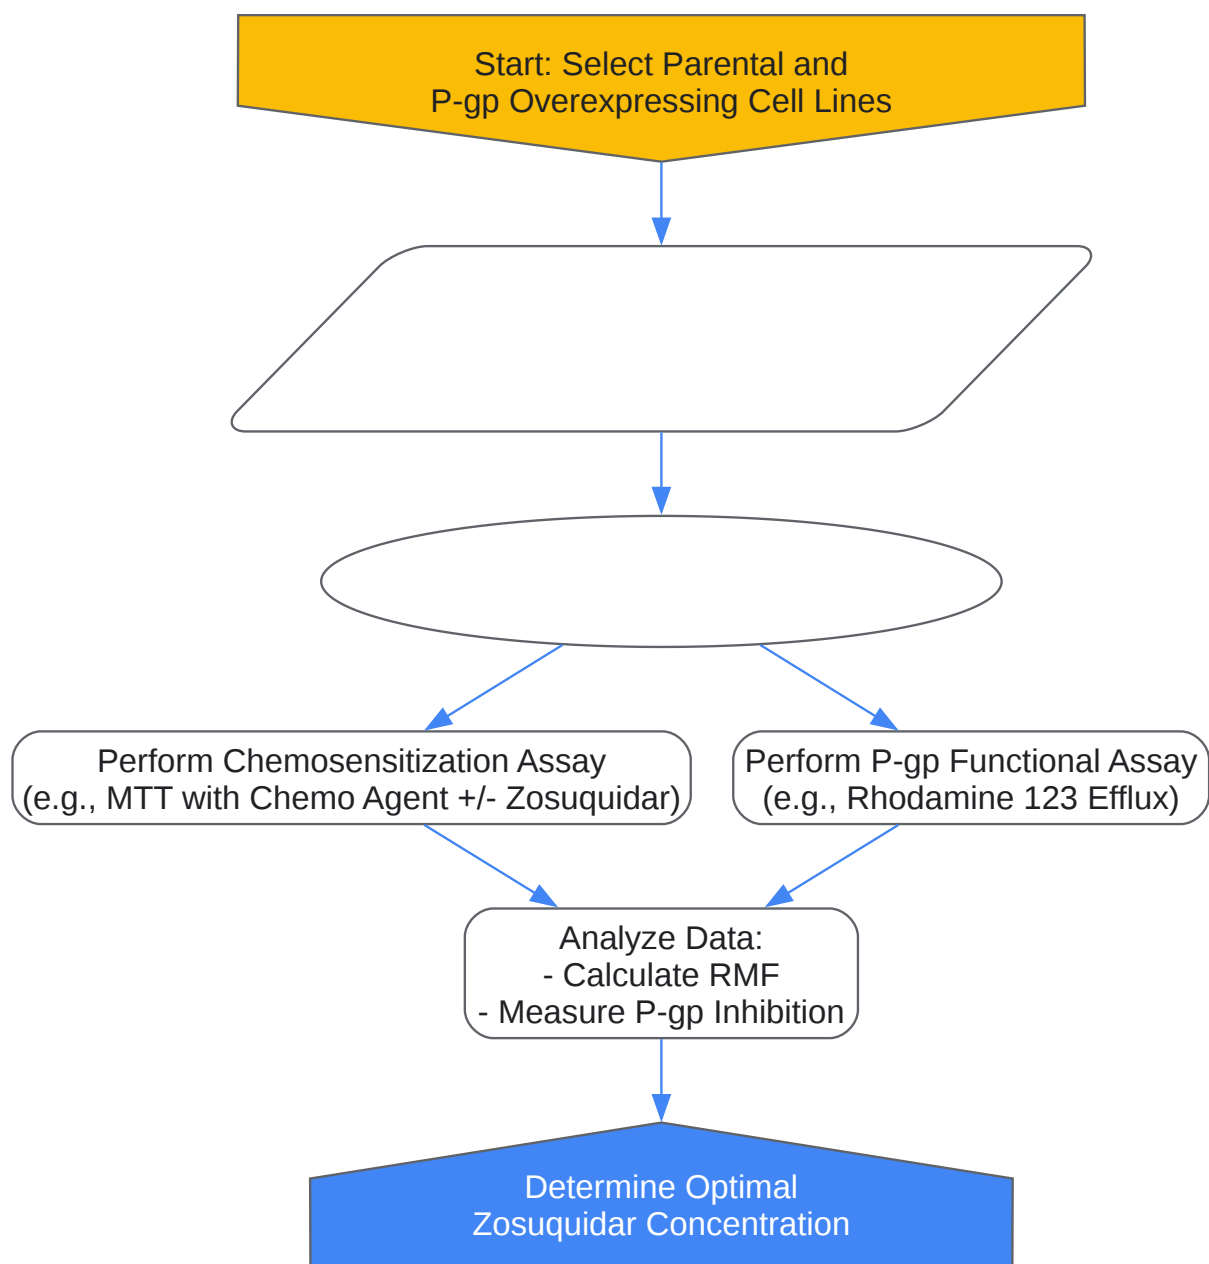 Start: Select Parental and
P-gp Overexpressing Cell Lines
Perform Chemosensitization Assay
(e.g., MTT with Chemo Agent +/- Zosuquidar)
Perform P-gp Functional Assay
(e.g., Rhodamine 123 Efflux)
Analyze Data:
- Calculate RMF
- Measure P-gp Inhibition
Determine Optimal
Zosuquidar Concentration